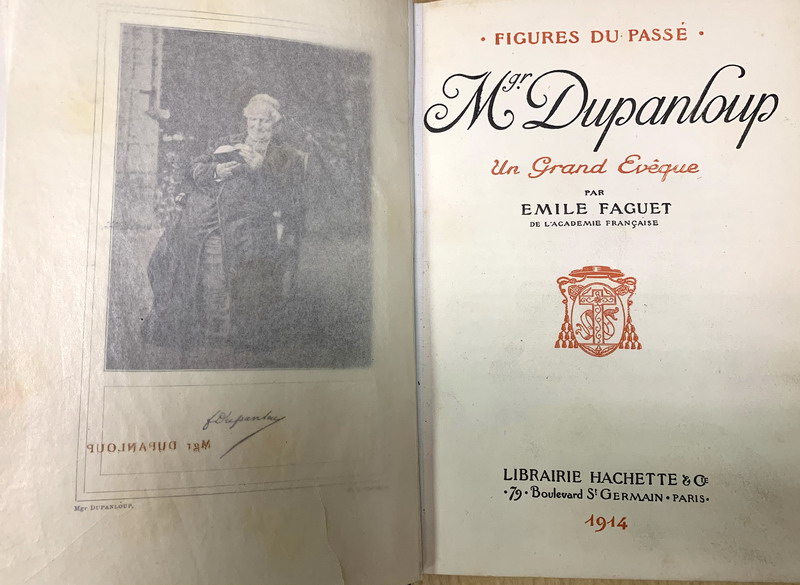 f Dupanloup
Mgr DUPANLOUP
Mgr DUPANLOUP,
• FIGURES DU PASSÉ •
Mgr Dupanloup
Un Grand Evêque
PAR
EMILE FAGUET
DE L'ACADEMIE FRANÇAISE
LIBRAIRIE HACHETTE & Cie
• 79 • Boulevard St GERMAIN • PARIS •
1914